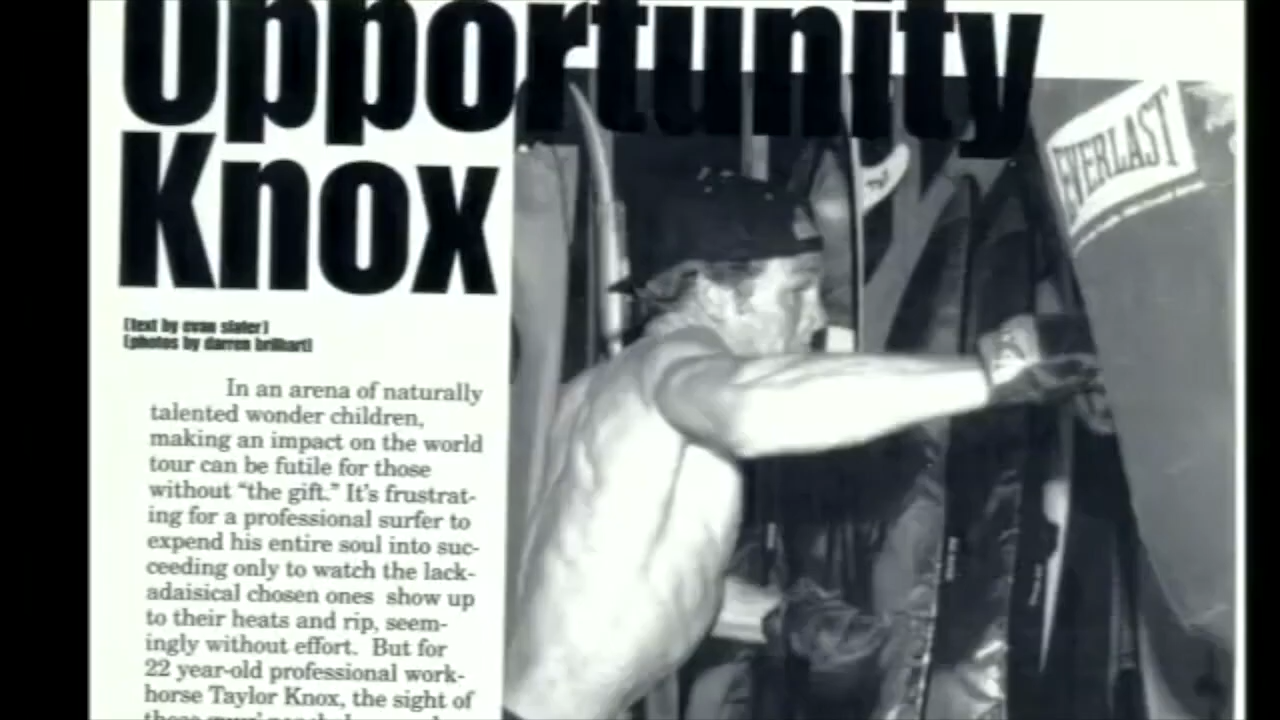 Opportunity
Knox
[text by evan slater]
[photos by darren brilhart]
In an arena of naturally
talented wonder children,
making an impact on the world
tour can be futile for those
without “the gift.” It’s frustrat-
ing for a professional surfer to
expend his entire soul into suc-
ceeding only to watch the lack-
adaisical chosen ones show up
to their heats and rip, seem-
ingly without effort. But for
22 year-old professional work-
horse Taylor Knox, the sight of
EVERLAST